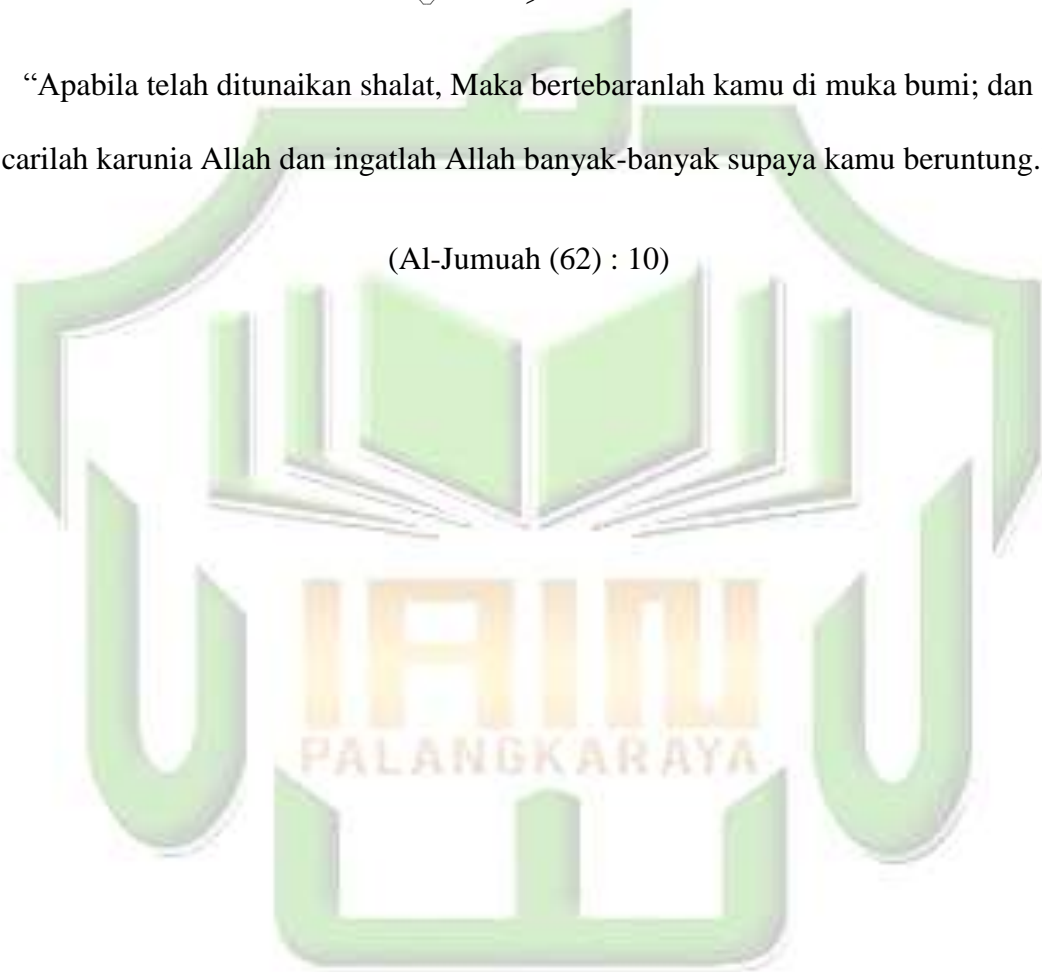 “Apabila telah ditunaikan shalat, Maka bertebaranlah kamu di muka bumi; dan
carilah karunia Allah dan ingatlah Allah banyak-banyak supaya kamu beruntung.
(Al-Jumuah (62) : 10)
IAIN
PALANGKARAYA